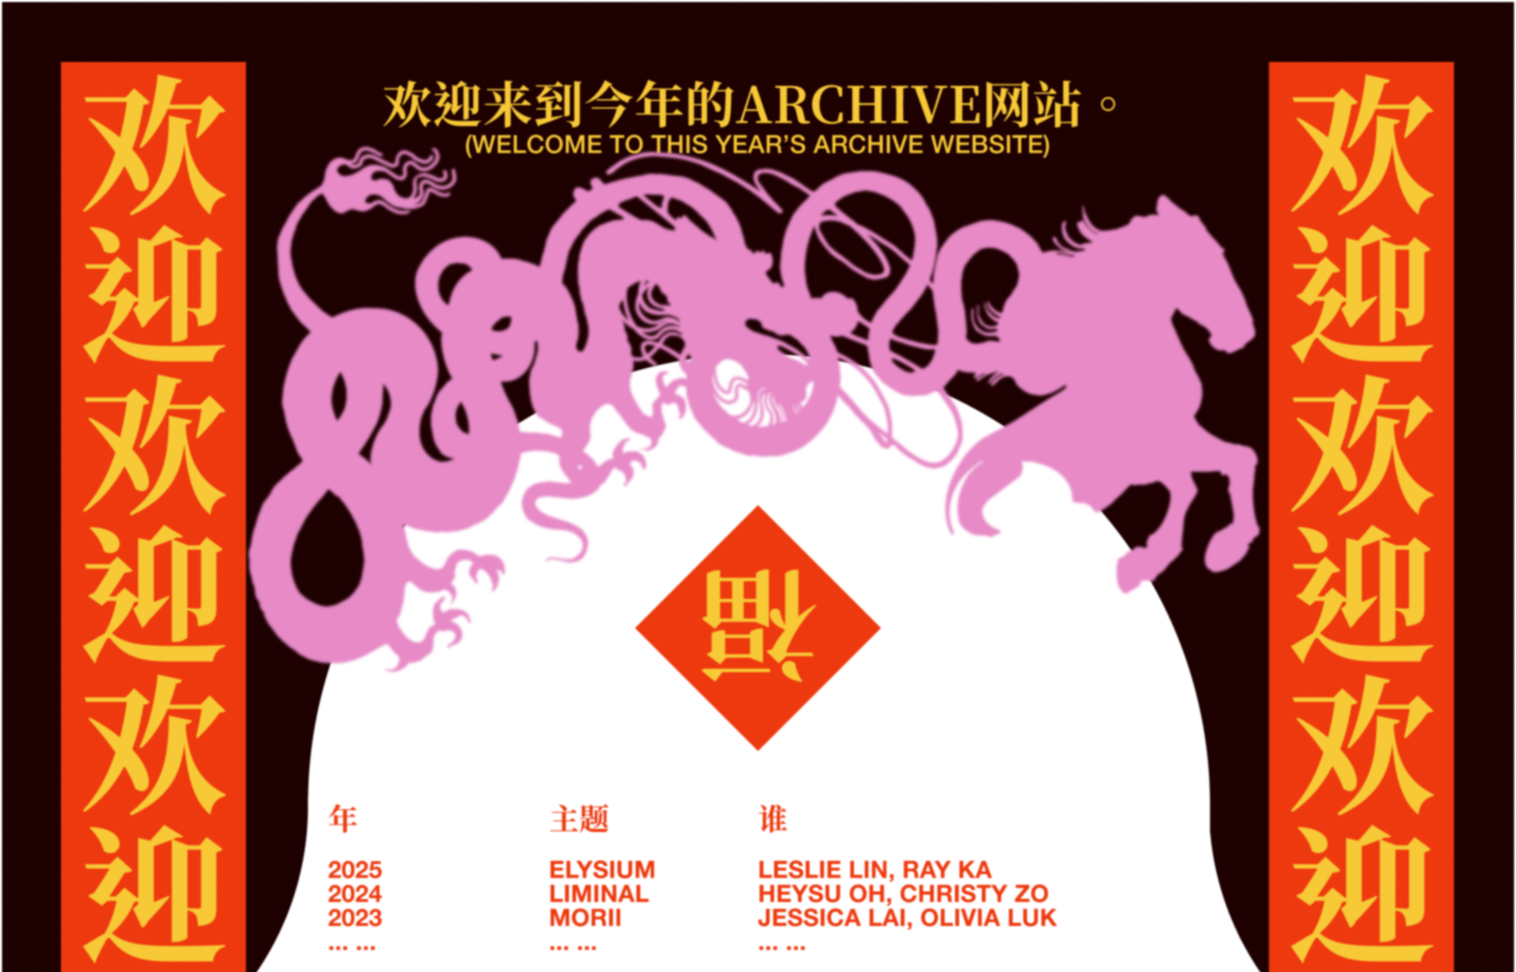 欢迎来到今年的ARCHIVE网站。
(WELCOME TO THIS YEAR’S ARCHIVE WEBSITE)
欢迎欢迎欢迎
欢迎欢迎欢迎
福
年 主题 谁
2025 ELYSIUM LESLIE LIN, RAY KA
2024 LIMINAL HEYSU OH, CHRISTY ZO
2023 MORII JESSICA LAI, OLIVIA LUK
... ... ... ... ... ...